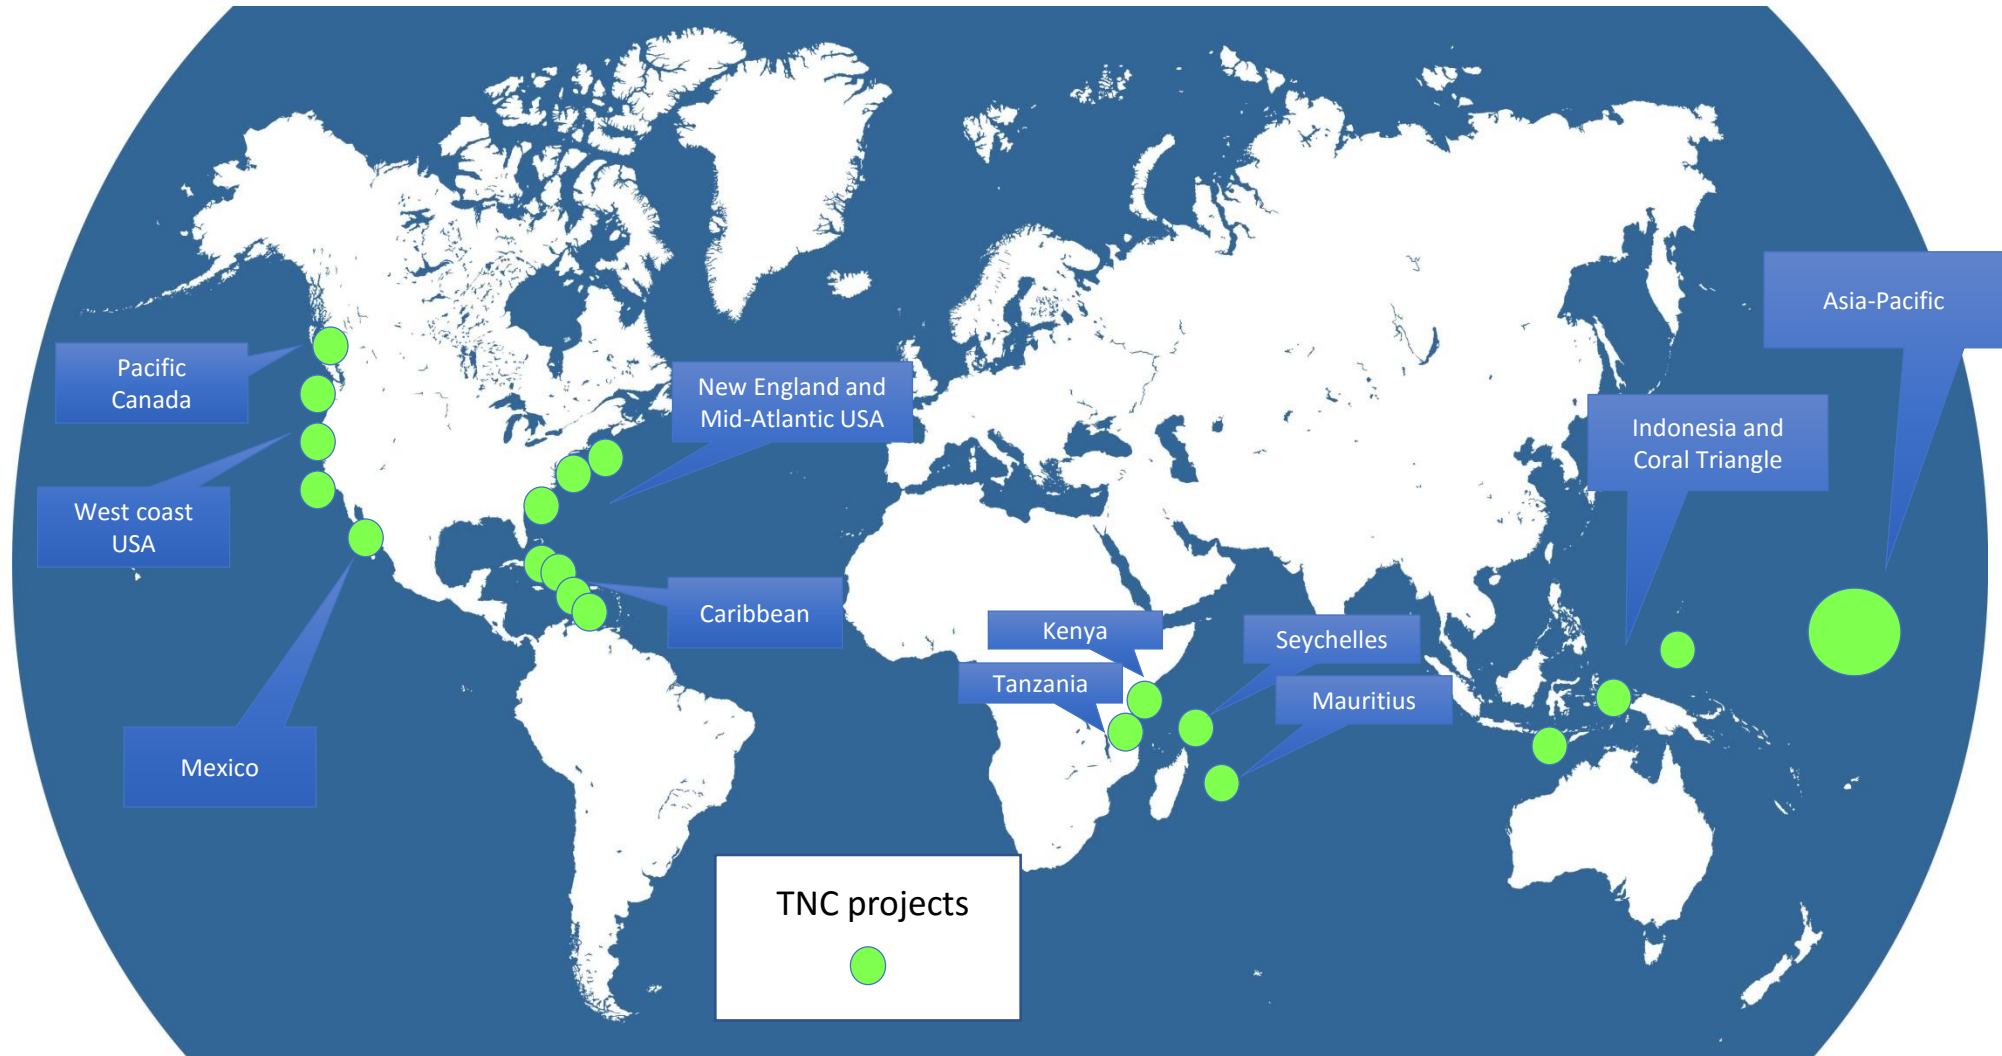 Asia-Pacific
Pacific
Canada
New England and
Mid-Atlantic USA
Indonesia and
Coral Triangle
West coast
USA
Caribbean
Kenya
Seychelles
Tanzania
Mauritius
Mexico
TNC projects